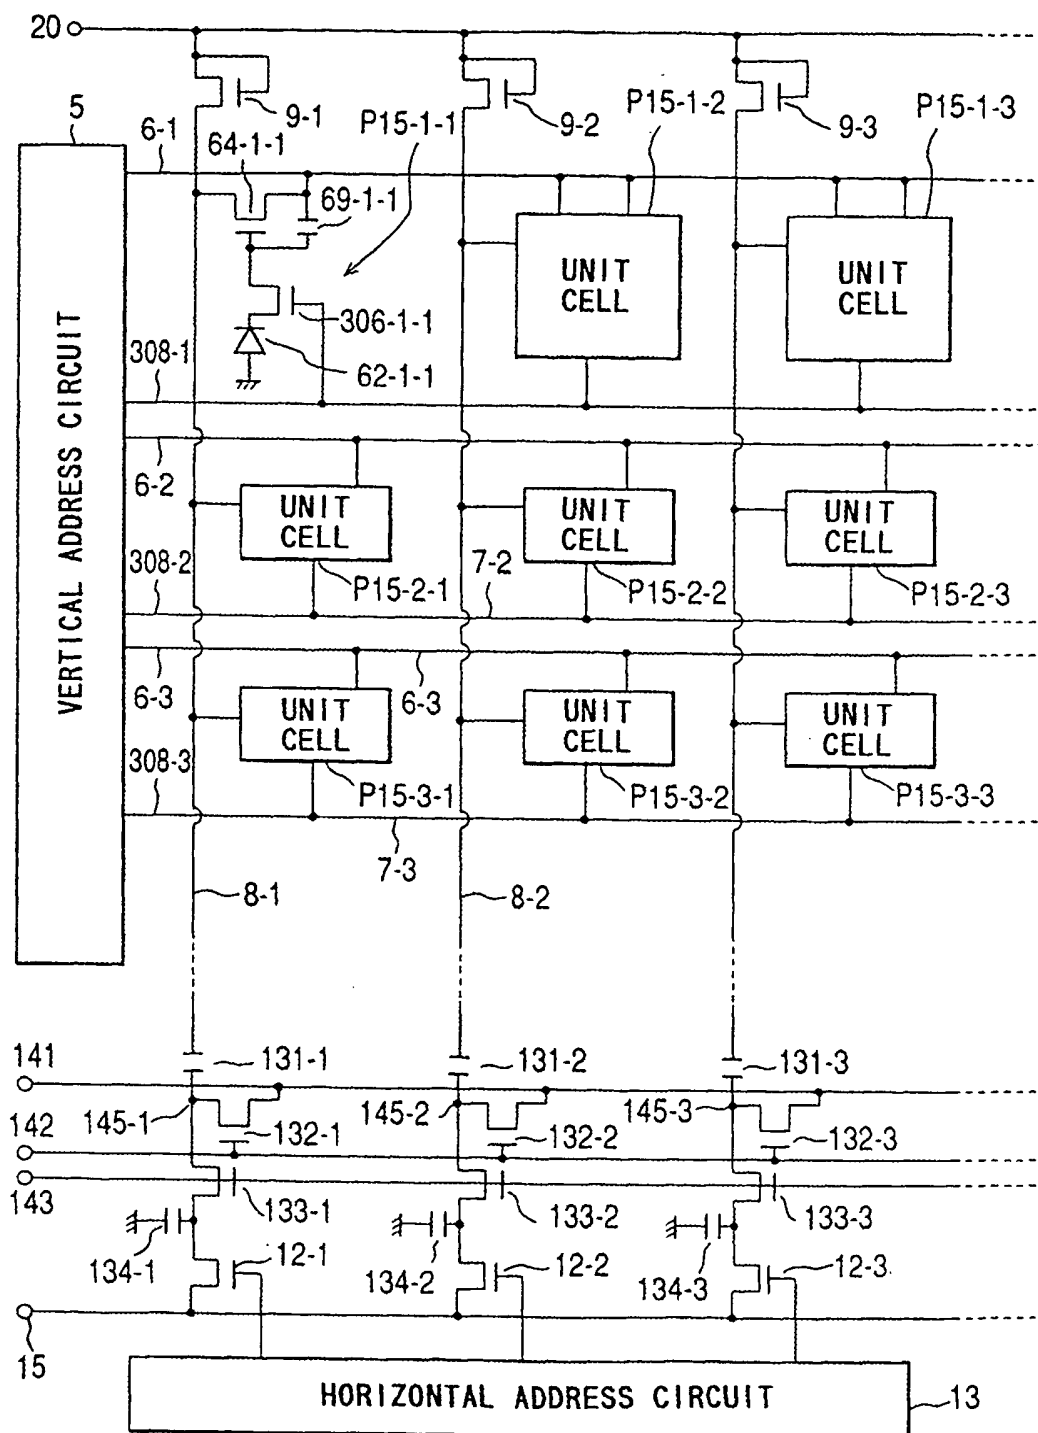 20
5
6-1
9-1
P15-1-1
9-2
P15-1-2
9-3
P15-1-3
64-1-1
69-1-1
UNIT CELL
UNIT CELL
306-1-1
308-1
62-1-1
VERTICAL ADDRESS CIRCUIT
6-2
UNIT CELL
UNIT CELL
UNIT CELL
308-2
P15-2-1
7-2
P15-2-2
P15-2-3
6-3
UNIT CELL
6-3
UNIT CELL
UNIT CELL
308-3
P15-3-1
P15-3-2
P15-3-3
7-3
8-1
8-2
141
131-1
131-2
131-3
145-1
145-2
145-3
142
132-1
132-2
132-3
143
133-1
133-2
133-3
134-1
12-1
134-2
12-2
134-3
12-3
15
HORIZONTAL ADDRESS CIRCUIT
13